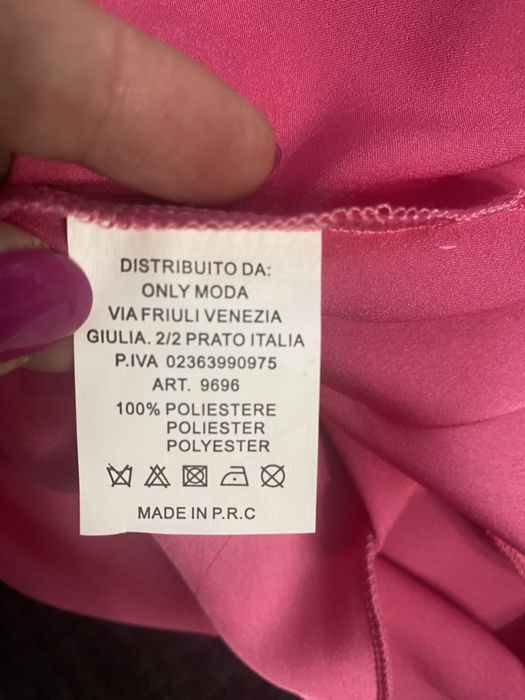 DISTRIBUITO DA:
ONLY MODA
VIA FRIULI VENEZIA
GIULIA. 2/2 PRATO ITALIA
P.IVA 02363990975
ART. 9696
100% POLIESTERE
POLIESTER
POLYESTER
MADE IN P.R.C